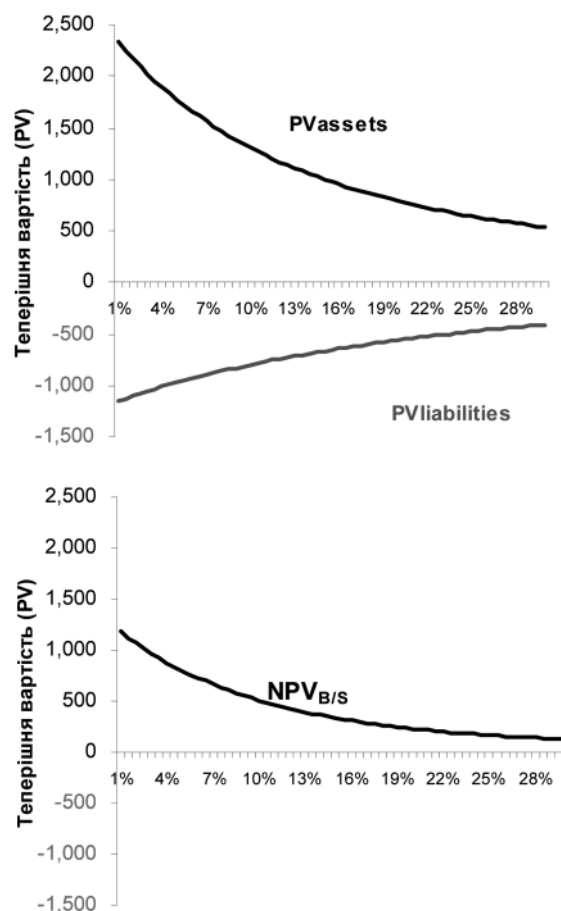 Теперішня вартість (PV)
2,500
2,000
1,500
1,000
500
0
-500
-1,000
-1,500
PVassets
1% 4% 7% 10% 13% 16% 19% 22% 25% 28%
PVliabilities
Теперішня вартість (PV)
2,500
2,000
1,500
1,000
500
0
-500
-1,000
-1.500
NPVB/S
1% 4% 7% 10% 13% 16% 19% 22% 25% 28%